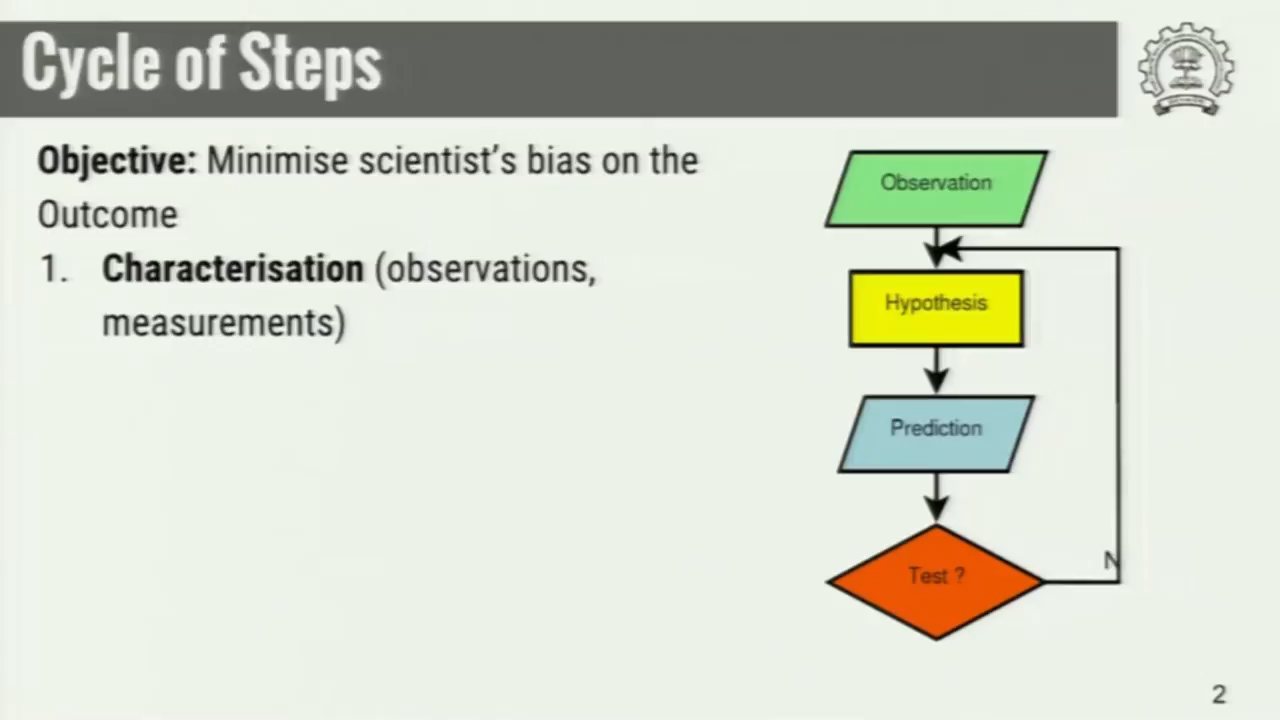 Cycle of Steps
Objective: Minimise scientist's bias on the
Outcome
1. Characterisation (observations,
measurements)
Observation
Hypothesis
Prediction
Test ?
N
2